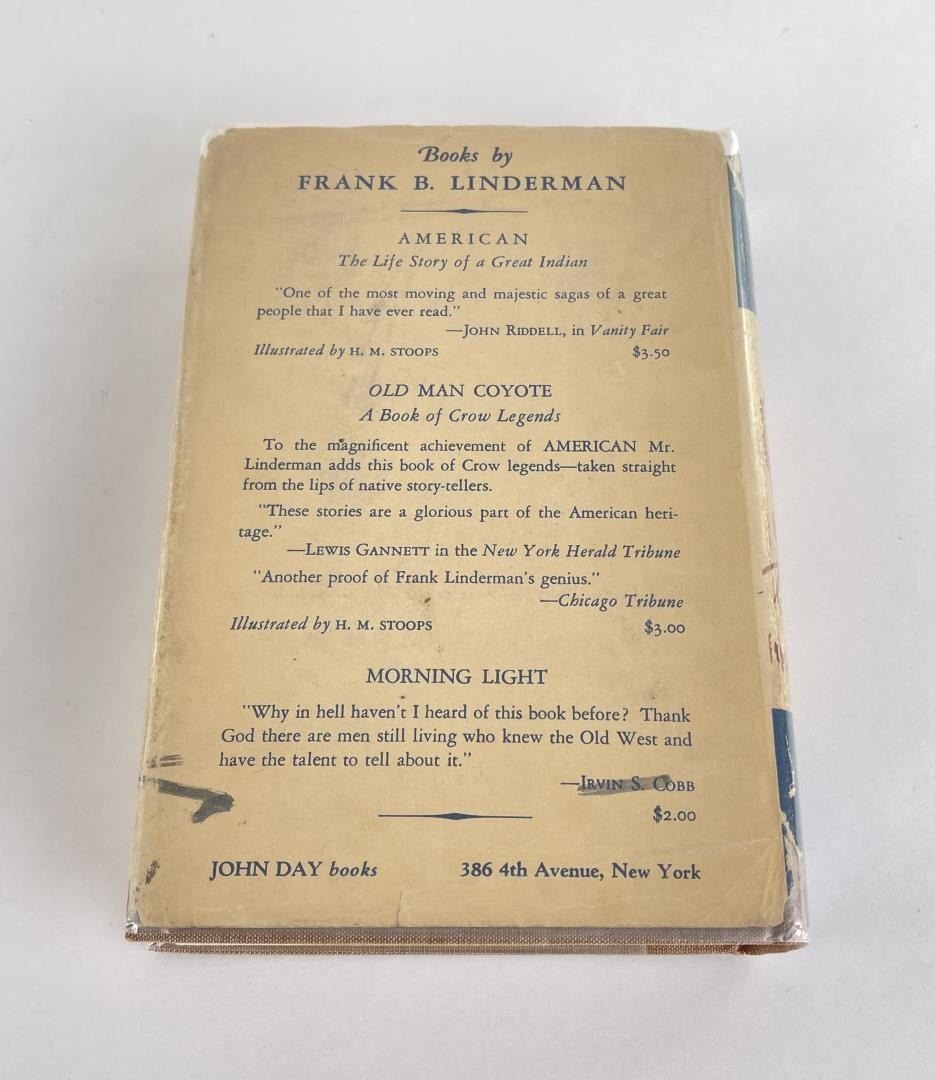 Books by
FRANK B. LINDERMAN
AMERICAN
The Life Story of a Great Indian
"One of the most moving and majestic sagas of a great
people that I have ever read."
—JOHN RIDDELL, in Vanity Fair
Illustrated by H. M. STOOPS $3.50
OLD MAN COYOTE
A Book of Crow Legends
To the magnificent achievement of AMERICAN Mr.
Linderman adds this book of Crow legends—taken straight
from the lips of native story-tellers.
"These stories are a glorious part of the American heri-
tage."
—LEWIS GANNETT in the New York Herald Tribune
"Another proof of Frank Linderman's genius."
—Chicago Tribune
Illustrated by H. M. STOOPS $3.00
MORNING LIGHT
"Why in hell haven't I heard of this book before? Thank
God there are men still living who knew the Old West and
have the talent to tell about it."
—IRVIN S. COBB
$2.00
JOHN DAY books 386 4th Avenue, New York